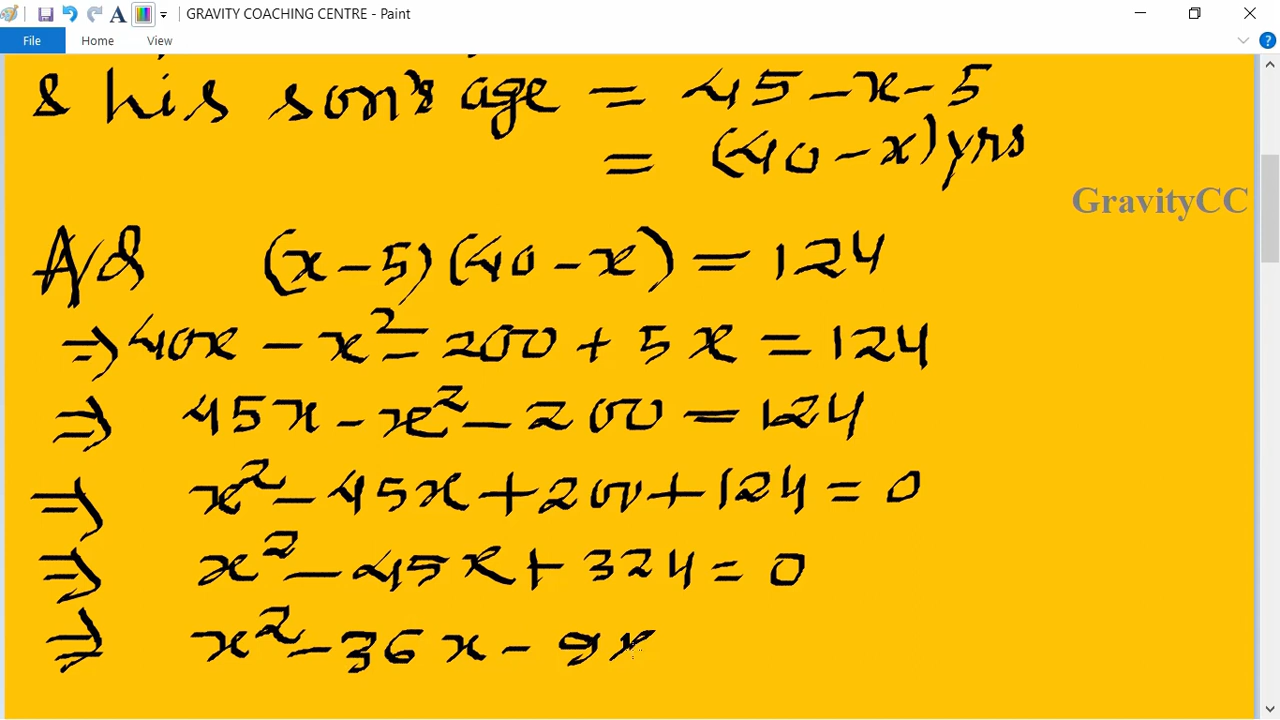 GRAVITY COACHING CENTRE - Paint
File Home View
& his son's age = 45 - x - 5
= (40 - x) yrs
GravityCC
A/S (x - 5) (40 - x) = 124
⇒ 40x - x² = 200 + 5x = 124
⇒ 45x - x² - 200 = 124
⇒ x² - 45x + 200 + 124 = 0
⇒ x² - 45x + 324 = 0
⇒ x² - 36x - 9x